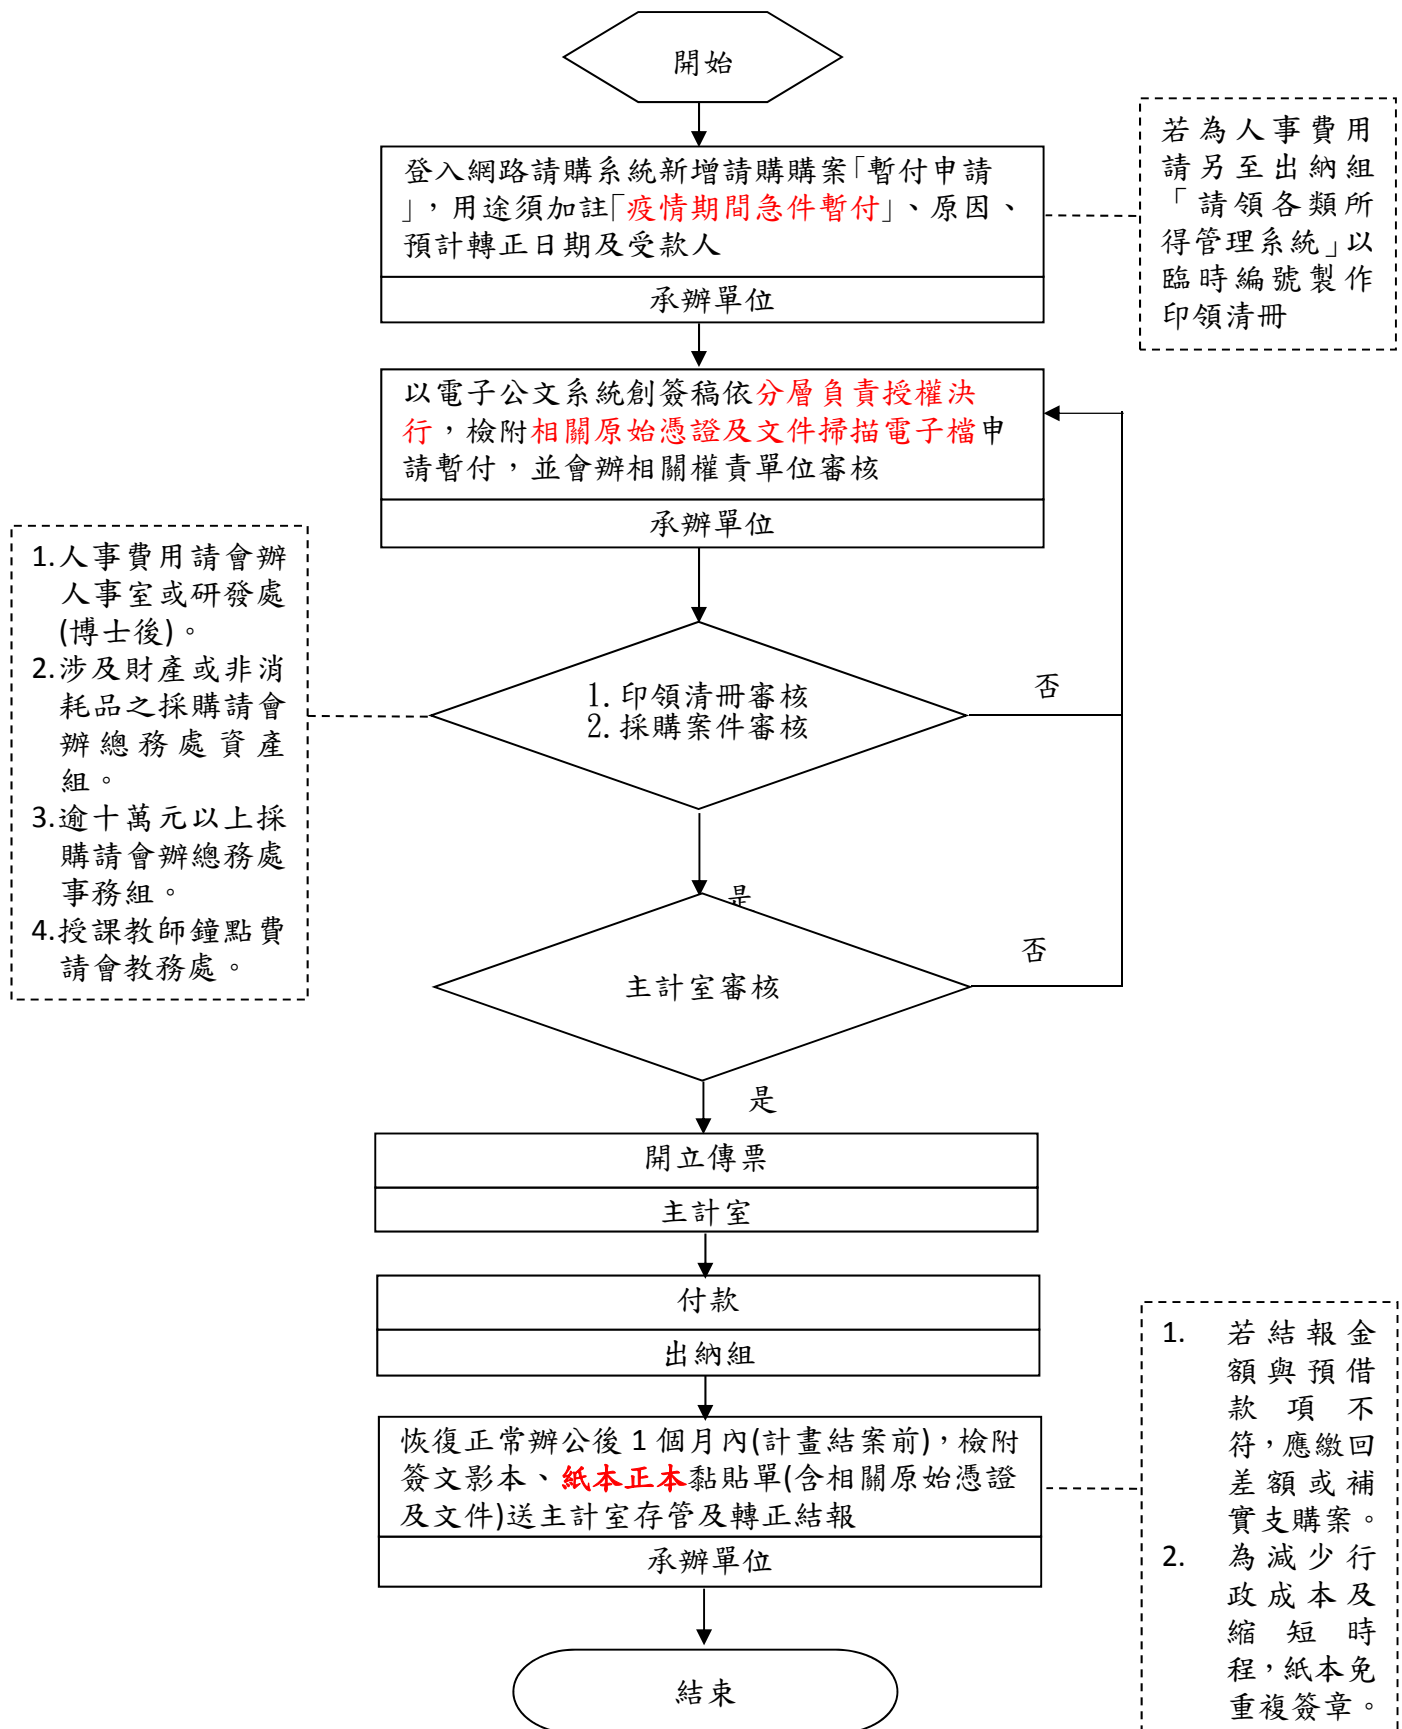 開始
登入網路請購系統新增請購購案「暫付申請
」，用途須加註「疫情期間急件暫付」、原因、
預計轉正日期及受款人
承辦單位
若為人事費用
請另至出納組
「請領各類所
得管理系統」以
臨時編號製作
印領清冊
以電子公文系統創簽稿依分層負責授權決
行，檢附相關原始憑證及文件掃描電子檔申
請暫付，並會辦相關權責單位審核
承辦單位
1.人事費用請會辦
人事室或研發處
(博士後)。
2.涉及財產或非消
耗品之採購請會
辦總務處資產
組。
3.逾十萬元以上採
購請會辦總務處
事務組。
4.授課教師鐘點費
請會教務處。
1.印領清冊審核
2.採購案件審核
否
是
主計室審核
否
是
開立傳票
主計室
付款
出納組
恢復正常辦公後 1 個月內(計畫結案前)，檢附
簽文影本、紙本正本黏貼單(含相關原始憑證
及文件)送主計室存管及轉正結報
承辦單位
1. 若結報金
額與預借
款項不
符，應繳回
差額或補
實支購案。
2. 為減少行
政成本及
縮短時
程，紙本免
重複簽章。
結束